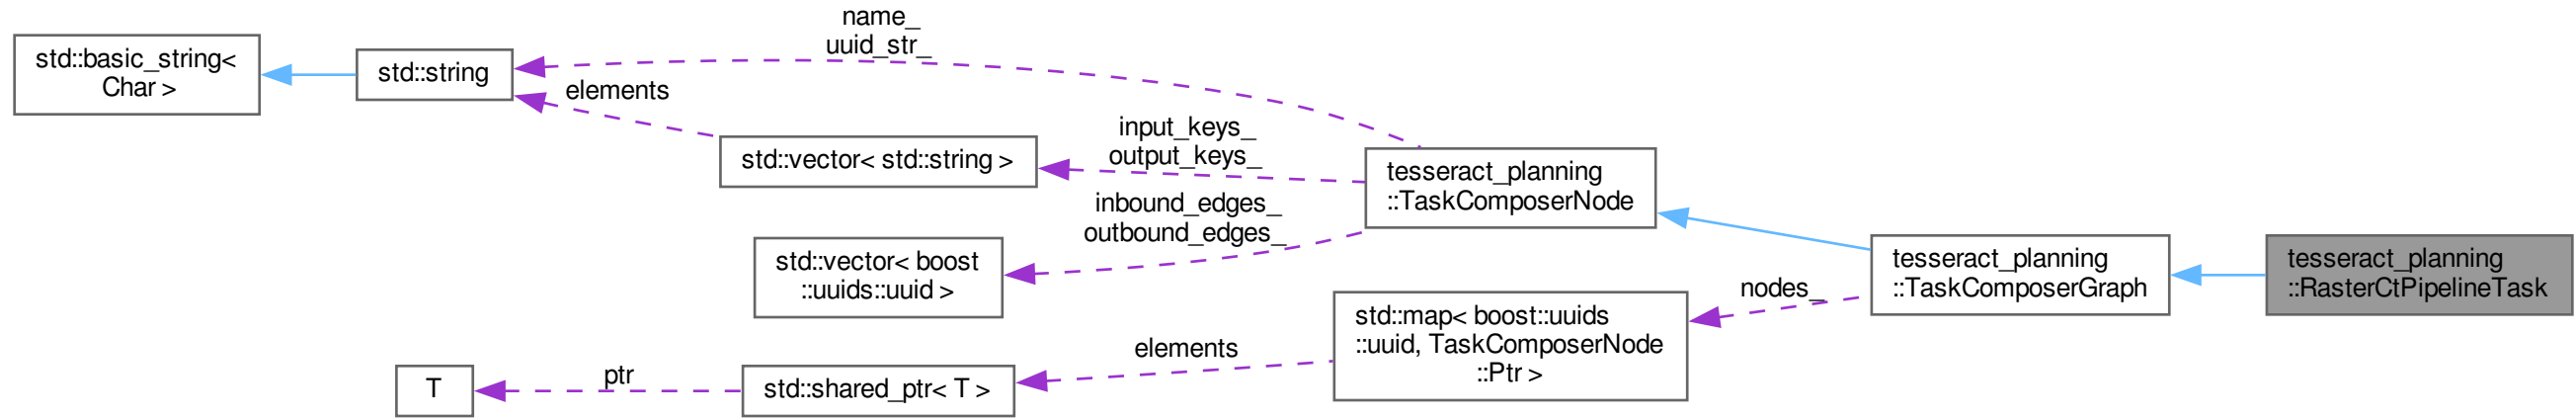 name_
uuid_str_
std::basic_string<
Char >
std::string
elements
input_keys_
output_keys_
std::vector< std::string >
tesseract_planning
::TaskComposerNode
inbound_edges_
outbound_edges_
std::vector< boost
::uuids::uuid >
tesseract_planning
::TaskComposerGraph
tesseract_planning
::RasterCtPipelineTask
nodes_
std::map< boost::uuids
::uuid, TaskComposerNode
::Ptr >
elements
std::shared_ptr< T >
ptr
T